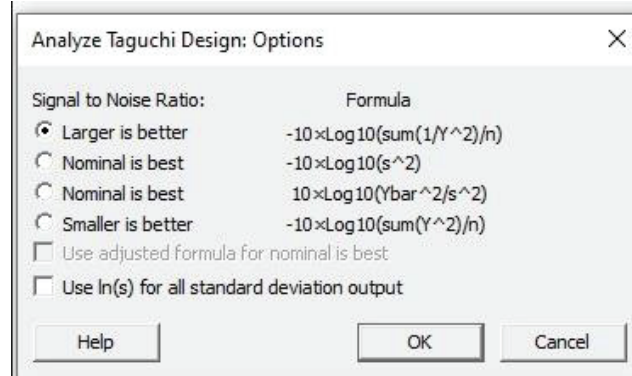 Analyze Taguchi Design: Options
Signal to Noise Ratio: Formula
Larger is better -10×Log10(sum(1/Y^2)/n)
Nominal is best -10×Log10(s^2)
Nominal is best 10×Log10(Ybar^2/s^2)
Smaller is better -10×Log10(sum(Y^2)/n)
Use adjusted formula for nominal is best
Use ln(s) for all standard deviation output
Help OK Cancel